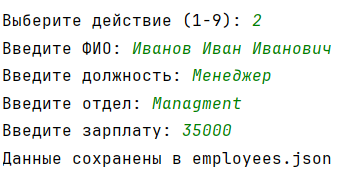 Выберите действие (1-9): 2
Введите ФИО: Иванов Иван Иванович
Введите должность: Менеджер
Введите отдел: Managment
Введите зарплату: 35000
Данные сохранены в employees.json